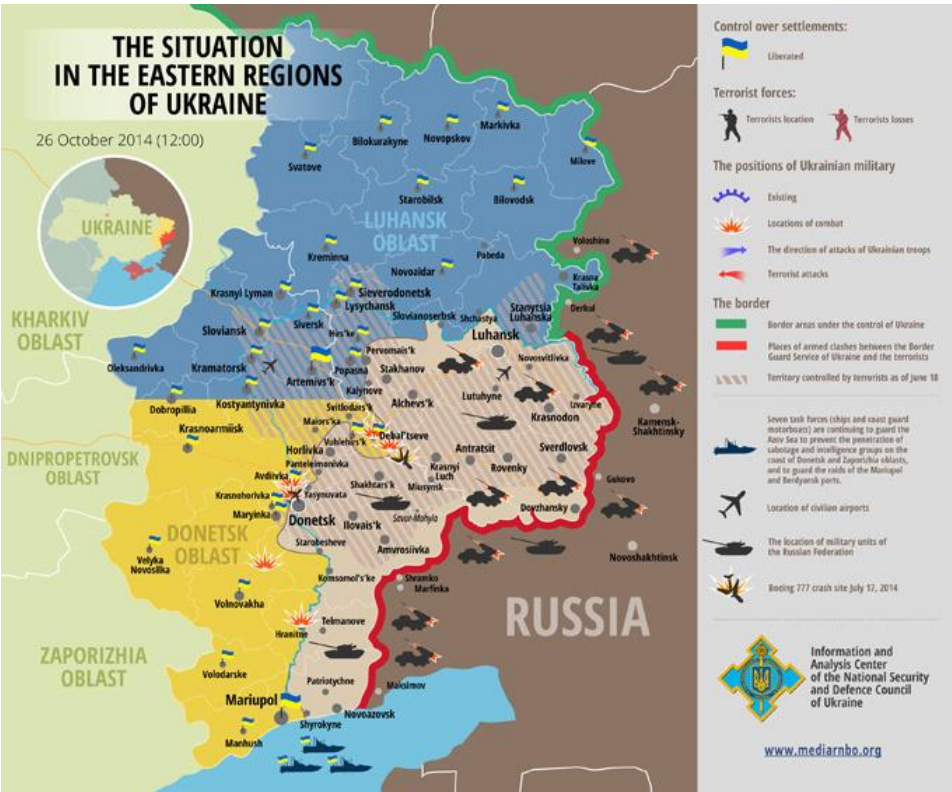 THE SITUATION
IN THE EASTERN REGIONS
OF UKRAINE
26 October 2014 (12:00)
UKRAINE
KHARKIV
OBLAST
DNIPROPETROVSK
OBLAST
ZAPORIZHIA
OBLAST
LUHANSK
OBLAST
DONETSK
OBLAST
RUSSIA
Svatove
Bilokurakyne
Novopskov
Markivka
Milove
Starobilsk
Bilovodsk
Kreminna
Novoaidar
Pobeda
Voloshino
Krasna
Talivka
Derkul
Krasnyi Lyman
Sieverodonetsk
Lysychansk
Slovianoserbsk
Shchastya
Stanytsia
Luhanska
Sloviansk
Siversk
Hirs'ke
Luhansk
Oleksandrivka
Kramatorsk
Artemivs'k
Popasna
Pervomais'k
Stakhanov
Novosvitlivka
Kalynove
Dobropillia
Kostyantynivka
Svitlodars'k
Alchevs'k
Lutuhyne
Krasnodon
Izvaryne
Kamensk-
Shakhtinsky
Krasnoarmiisk
Maiors'ka
Vuhlehirs'k
Debal'tseve
Horlivka
Panteleimonivka
Antratsit
Sverdlovsk
Avdiivka
Krasnyi
Luch
Rovenky
Krasnohorivka
Yasynuvata
Shakhtars'k
Miusynsk
Gukovo
Maryinka
Donetsk
Ilovais'k
Savur-Mohyla
Dovzhansky
Starobesheve
Amvrosiivka
Novoshakhtinsk
Velyka
Novosilka
Komsomol's'ke
Shramko
Marfinka
Volnovakha
Hranitne
Telmanove
Volodarske
Patriotychne
Maksimov
Mariupol
Shyrokyne
Novoazovsk
Manhush
Control over settlements:
Liberated
Terrorist forces:
Terrorists location
Terrorists losses
The positions of Ukrainian military
Existing
Locations of combat
The direction of attacks of Ukrainian troops
Terrorist attacks
The border
Border areas under the control of Ukraine
Places of armed clashes between the Border
Guard Service of Ukraine and the terrorists
Territory controlled by terrorists as of June 18
Seven task forces (ships and coast guard
motorboats) are continuing to guard the
Azov Sea to prevent the penetration of
sabotage and intelligence groups on the
coast of Donetsk and Zaporizhia oblasts,
and to guard the raids of the Mariupol
and Berdyansk ports.
Location of civilian airports
The location of military units of
the Russian Federation
Boeing 777 crash site July 17, 2014
Information and
Analysis Center
of the National Security
and Defence Council
of Ukraine
www.mediarnbo.org